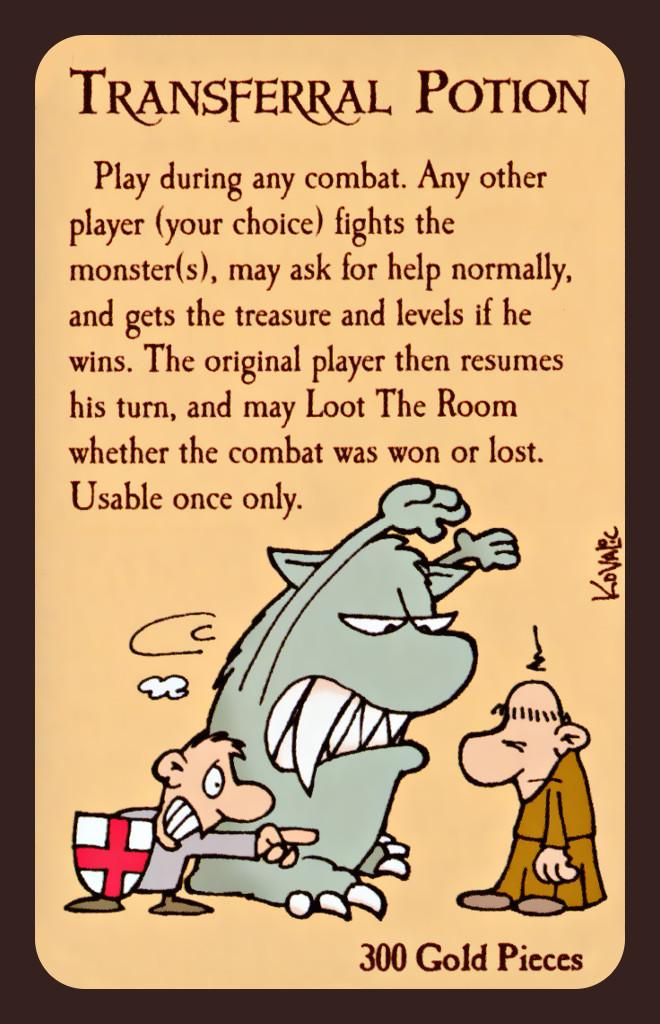 Transferral Potion
Play during any combat. Any other
player (your choice) fights the
monster(s), may ask for help normally,
and gets the treasure and levels if he
wins. The original player then resumes
his turn, and may Loot The Room
whether the combat was won or lost.
Usable once only.
Kovalic
300 Gold Pieces